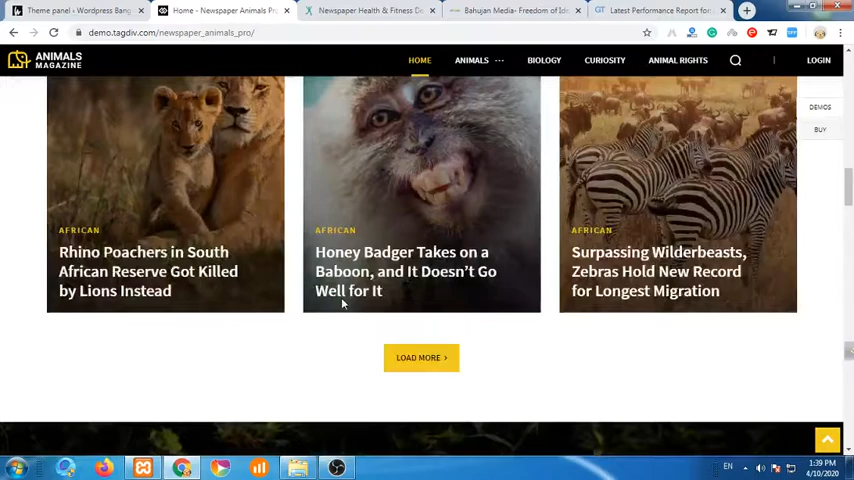 Theme panel ‹ Wordpress Bang
Home - Newspaper Animals Pro
Newspaper Health & Fitness De
Bahujan Media- Freedom of Ide
Latest Performance Report for
demo.tagdiv.com/newspaper_animals_pro/
ANIMALS
MAGAZINE
HOME
ANIMALS
BIOLOGY
CURIOSITY
ANIMAL RIGHTS
LOGIN
DEMOS
BUY
AFRICAN
Rhino Poachers in South
African Reserve Got Killed
by Lions Instead
AFRICAN
Honey Badger Takes on a
Baboon, and It Doesn't Go
Well for It
AFRICAN
Surpassing Wilderbeasts,
Zebras Hold New Record
for Longest Migration
LOAD MORE ›
EN
1:39 PM
4/10/2020